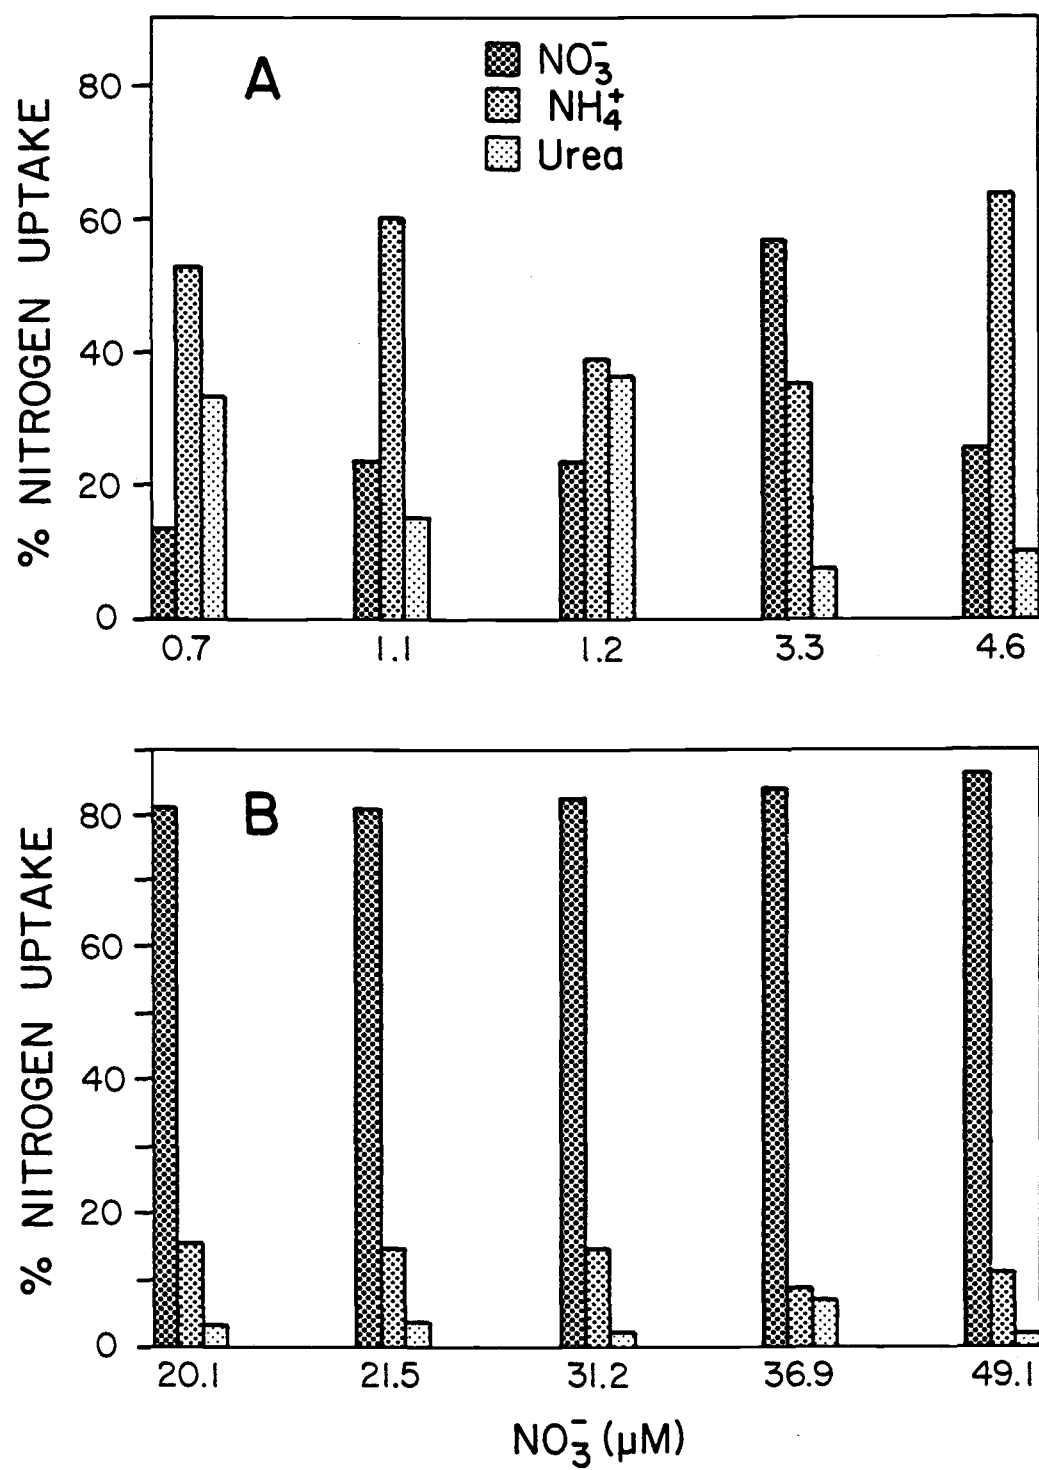 A
NO₃⁻
NH₄⁺
Urea
% NITROGEN UPTAKE
80
60
40
20
0
0.7 1.1 1.2 3.3 4.6
B
% NITROGEN UPTAKE
80
60
40
20
0
20.1 21.5 31.2 36.9 49.1
NO₃⁻ (μM)